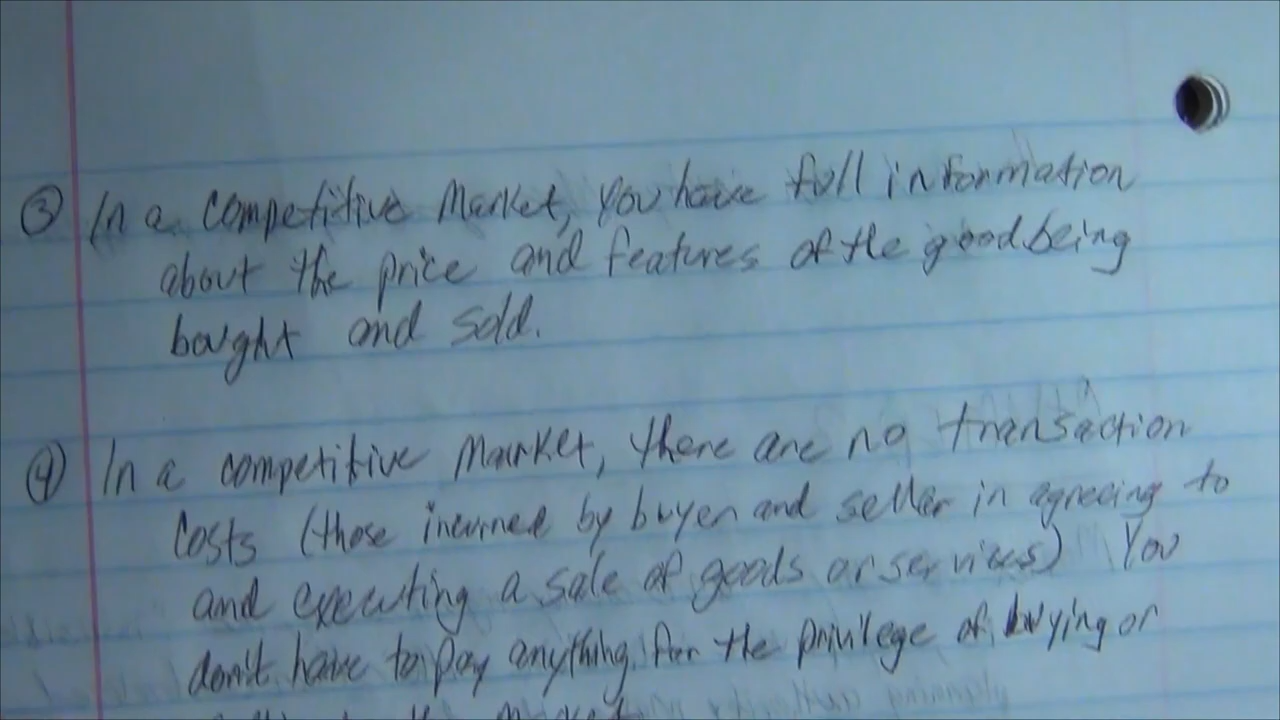 ③ In a competitive Market, you have full information
about the price and features of the good being
bought and sold.
④ In a competitive Market, there are no transaction
costs (those incurred by buyer and seller in agreeing to
and executing a sale of goods or services) You
don't have to pay anything for the privilege of buying or
market